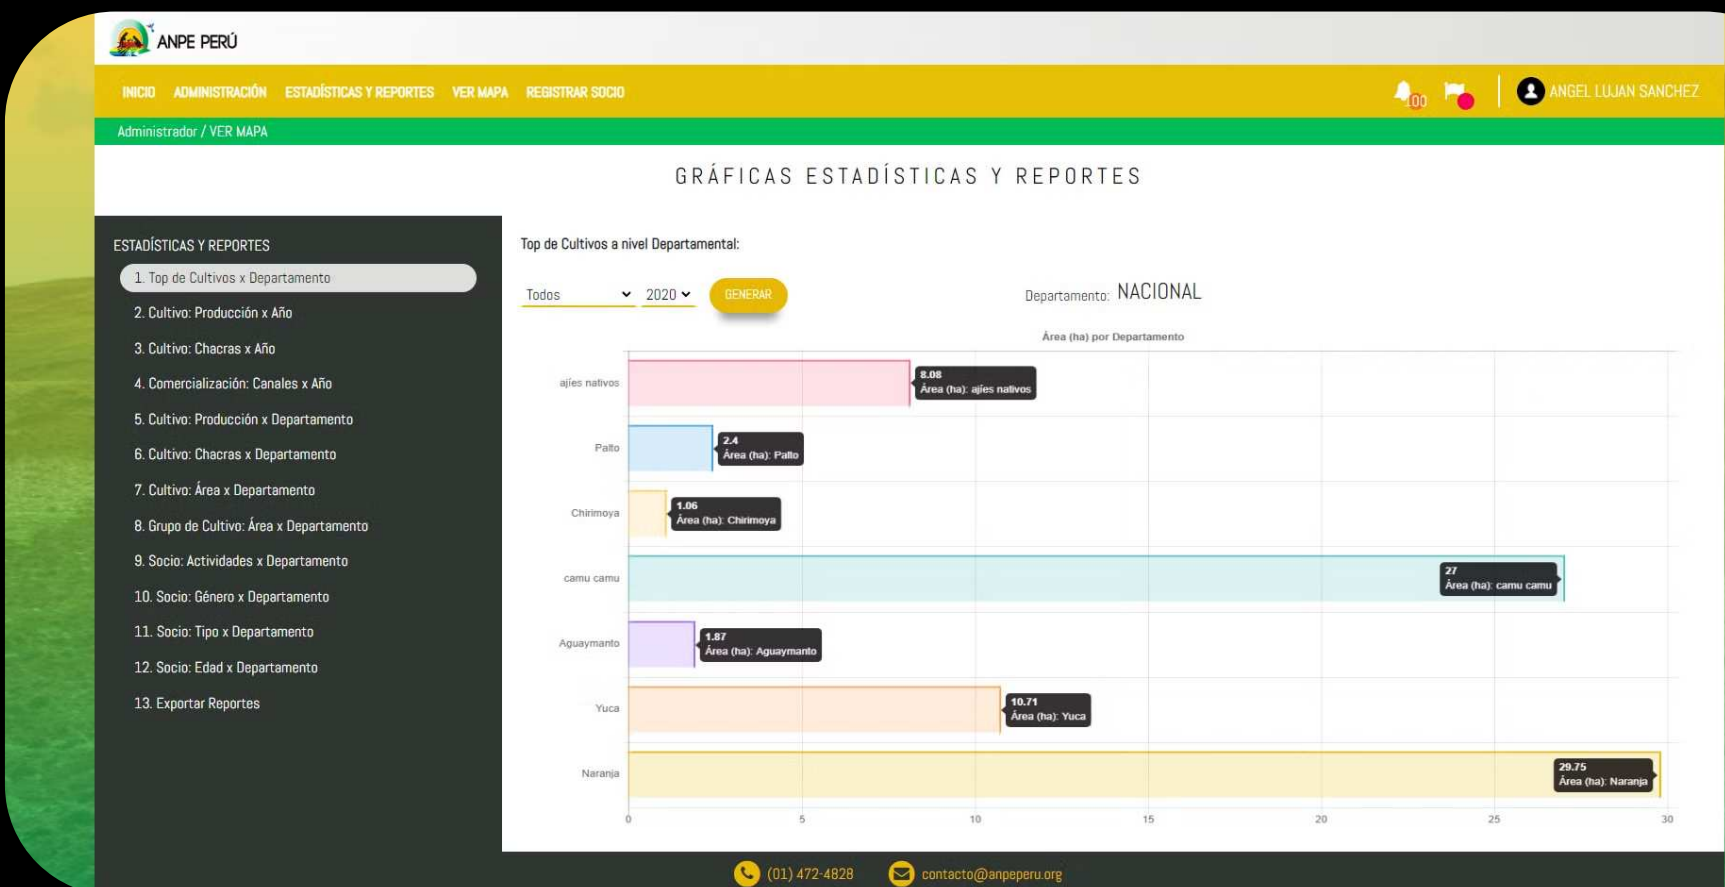 ANPE PERÚ
INICIO ADMINISTRACIÓN ESTADÍSTICAS Y REPORTES VER MAPA REGISTRAR SOCIO 100 ANGEL LUJAN SANCHEZ
Administrador / VER MAPA
GRÁFICAS ESTADÍSTICAS Y REPORTES
ESTADÍSTICAS Y REPORTES
1. Top de Cultivos x Departamento
2. Cultivo: Producción x Año
3. Cultivo: Chacras x Año
4. Comercialización: Canales x Año
5. Cultivo: Producción x Departamento
6. Cultivo: Chacras x Departamento
7. Cultivo: Área x Departamento
8. Grupo de Cultivo: Área x Departamento
9. Socio: Actividades x Departamento
10. Socio: Género x Departamento
11. Socio: Tipo x Departamento
12. Socio: Edad x Departamento
13. Exportar Reportes
Top de Cultivos a nivel Departamental:
Todos 2020 GENERAR Departamento: NACIONAL
Área (ha) por Departamento
ajíes nativos
8.08
Área (ha): ajíes nativos
Palto
2.4
Área (ha): Palto
Chirimoya
1.06
Área (ha): Chirimoya
camu camu
27
Área (ha): camu camu
Aguaymanto
1.87
Área (ha): Aguaymanto
Yuca
10.71
Área (ha): Yuca
Naranja
29.75
Área (ha): Naranja
0 5 10 15 20 25 30
(01) 472-4828 contacto@anpeperu.org